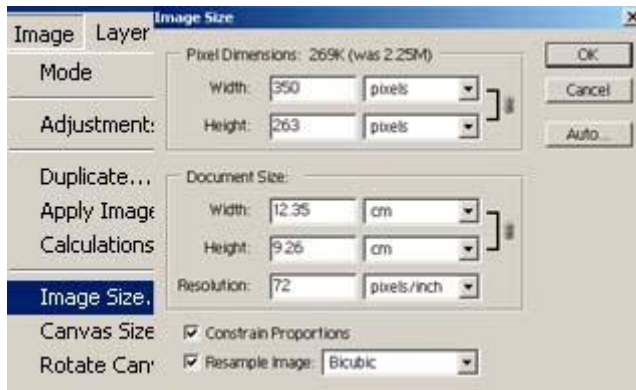 Image Layer
Mode
Adjustments
Duplicate...
Apply Image
Calculations
Image Size.
Canvas Size
Rotate Can
Image Size
Pixel Dimensions: 269K (was 2.25M)
Width: 350 pixels
Height: 263 pixels
Document Size:
Width: 12.35 cm
Height: 9.26 cm
Resolution: 72 pixels/inch
Constrain Proportions
Resample Image: Bicubic
OK
Cancel
Auto...